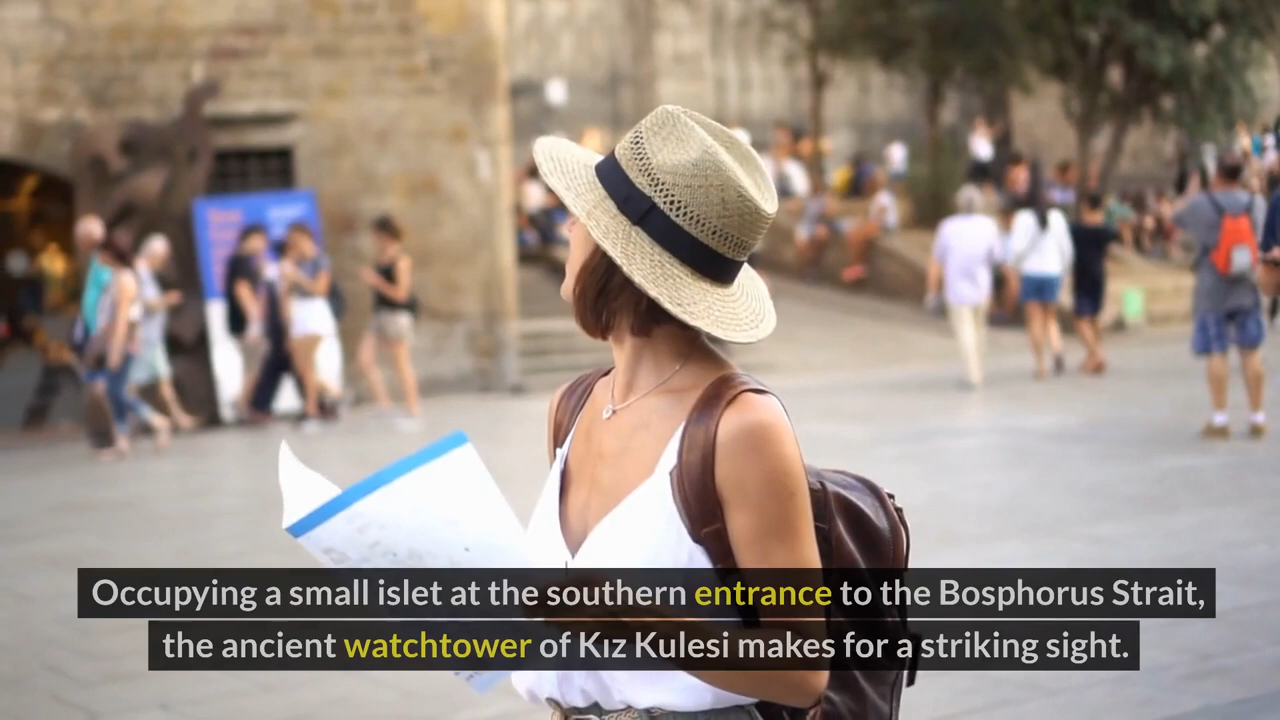 Occupying a small islet at the southern entrance to the Bosphorus Strait,
the ancient watchtower of Kız Kulesi makes for a striking sight.